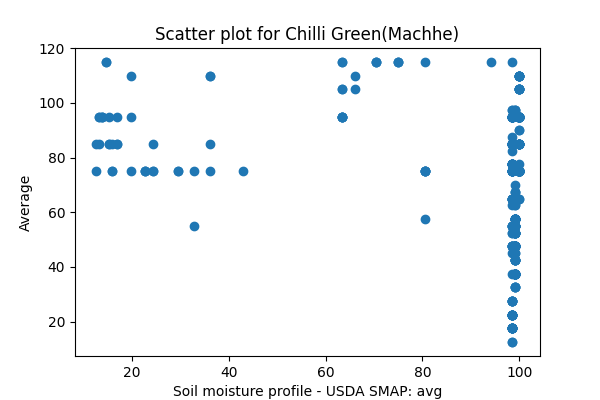 Scatter plot for Chilli Green(Machhe)
120
100
80
60
40
20
Average
20 40 60 80 100
Soil moisture profile - USDA SMAP: avg